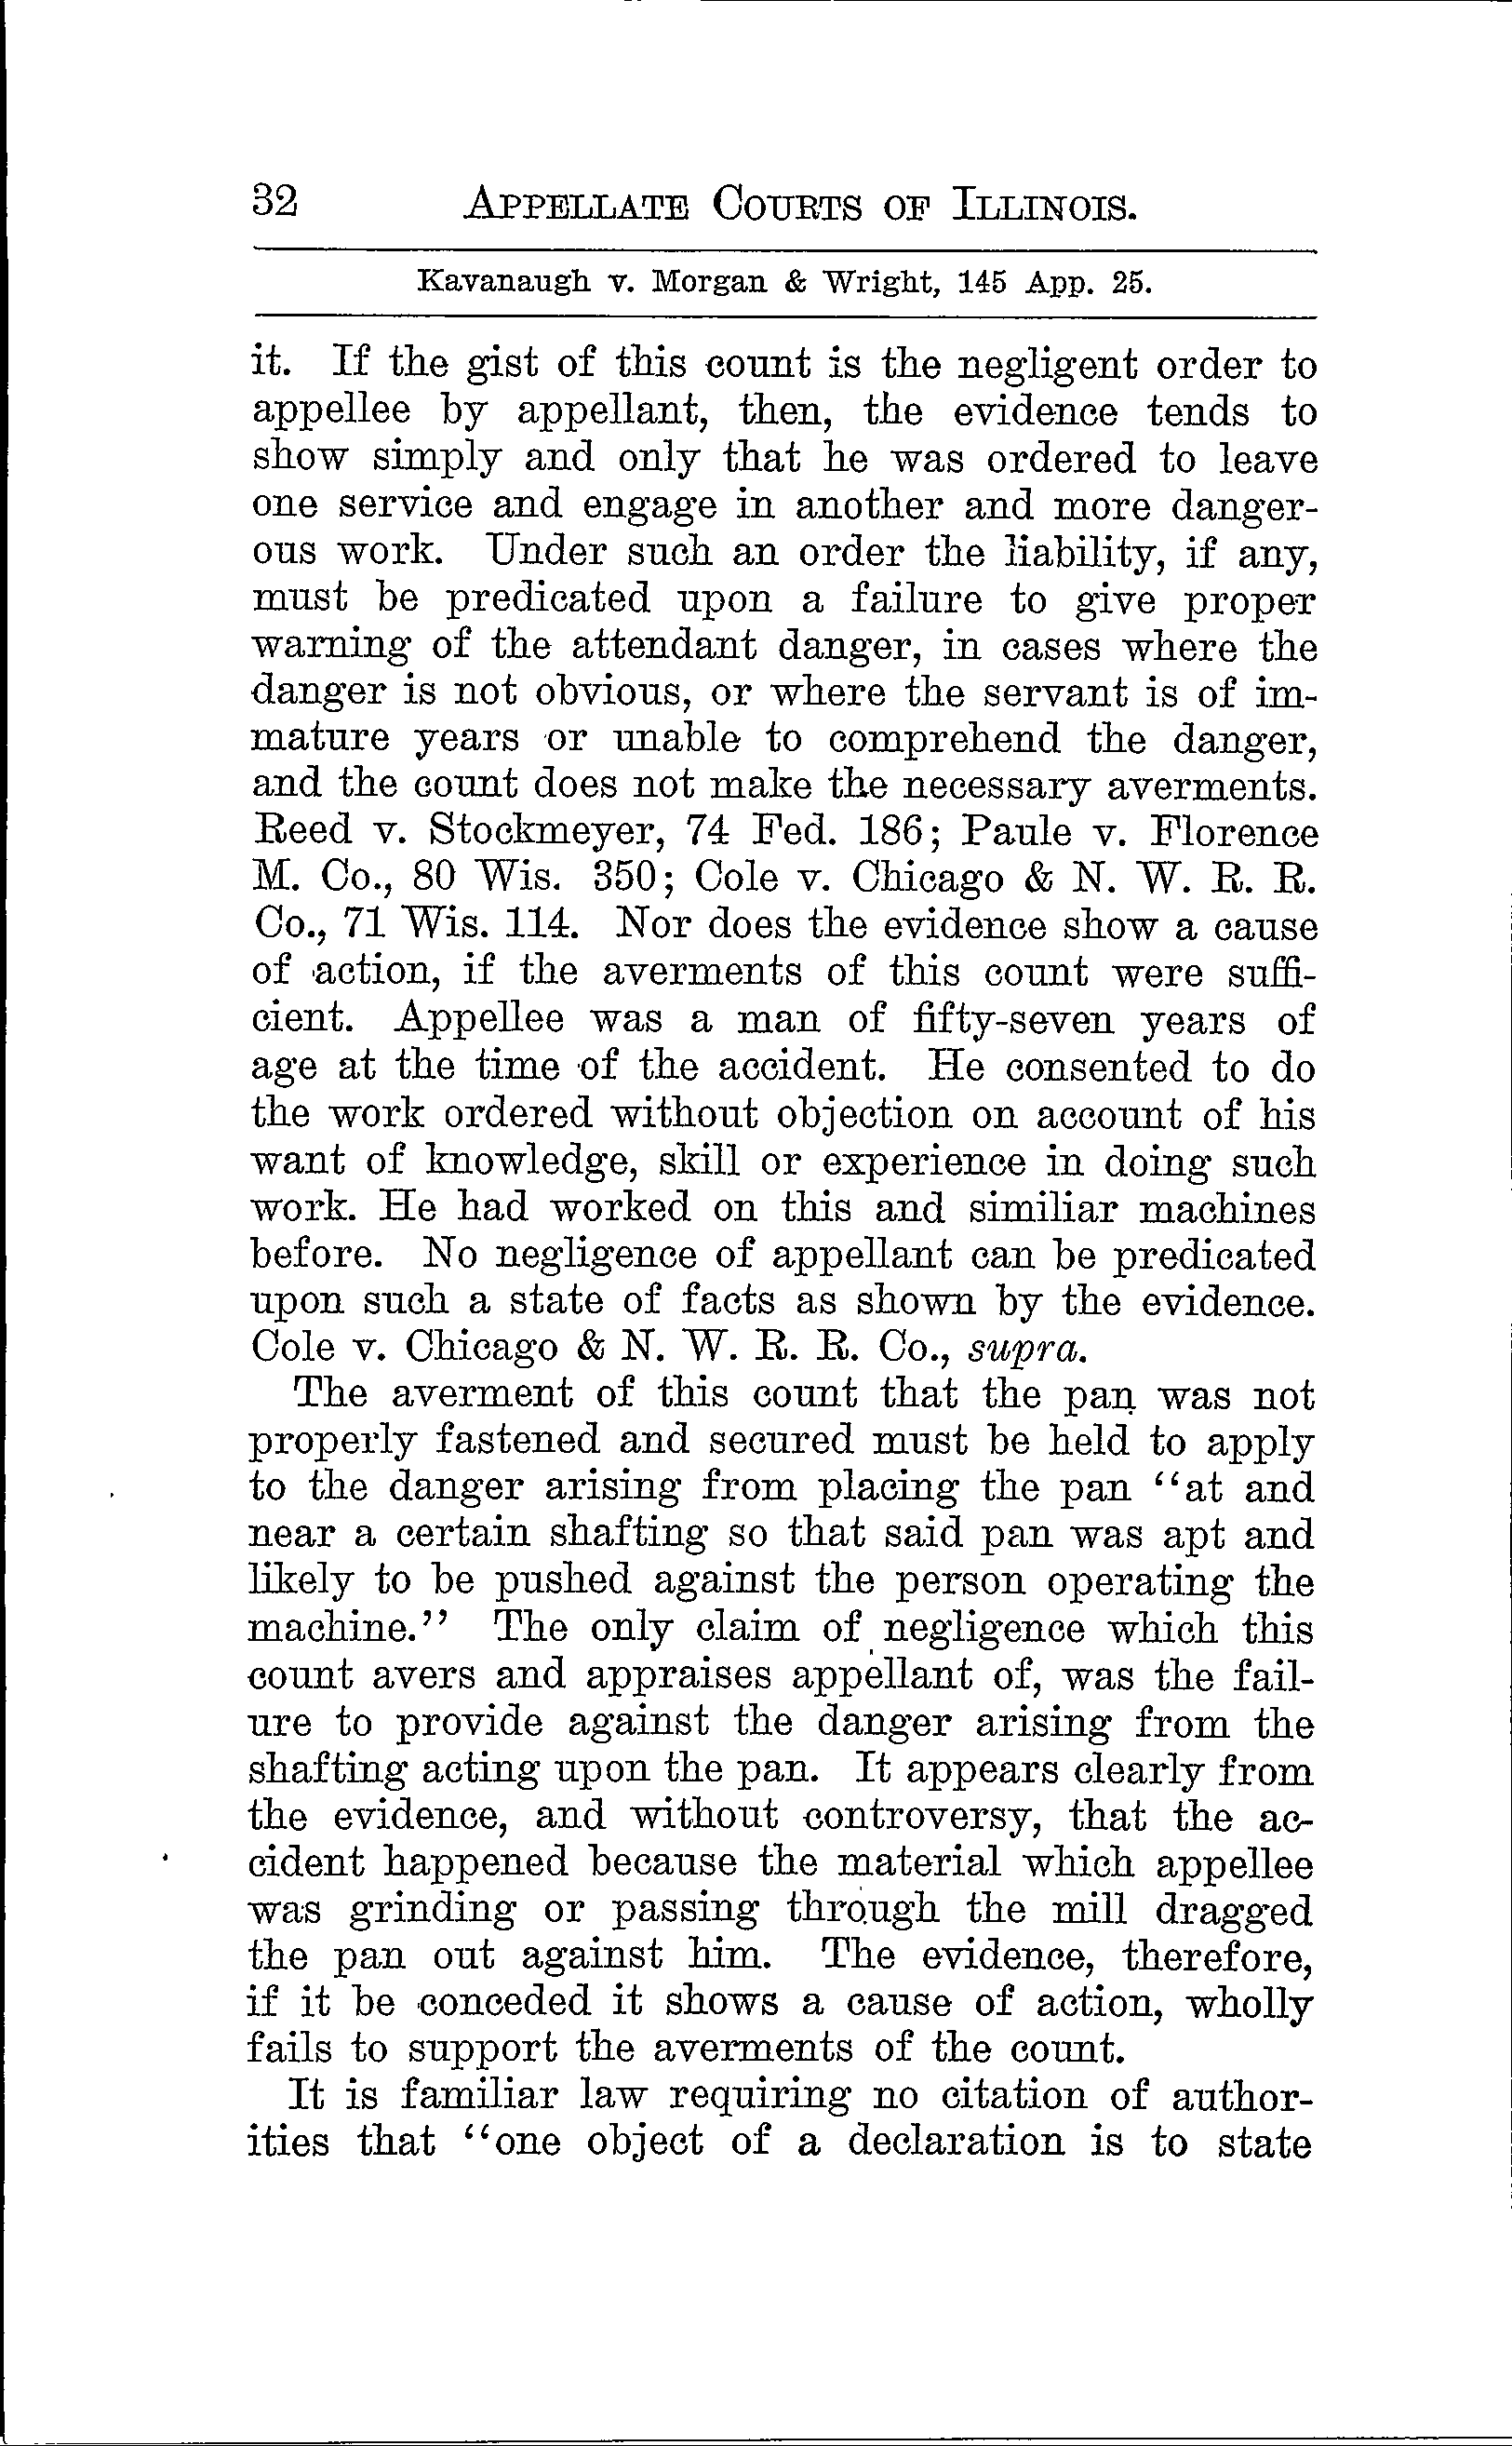 32 APPELLATE COURTS OF ILLINOIS.
Kavanaugh v. Morgan & Wright, 145 App. 25.
it. If the gist of this count is the negligent order to
appellee by appellant, then, the evidence tends to
show simply and only that he was ordered to leave
one service and engage in another and more danger-
ous work. Under such an order the liability, if any,
must be predicated upon a failure to give proper
warning of the attendant danger, in cases where the
danger is not obvious, or where the servant is of im-
mature years or unable to comprehend the danger,
and the count does not make the necessary averments.
Reed v. Stockmeyer, 74 Fed. 186; Paule v. Florence
M. Co., 80 Wis. 350; Cole v. Chicago & N. W. R. R.
Co., 71 Wis. 114. Nor does the evidence show a cause
of action, if the averments of this count were suffi-
cient. Appellee was a man of fifty-seven years of
age at the time of the accident. He consented to do
the work ordered without objection on account of his
want of knowledge, skill or experience in doing such
work. He had worked on this and similiar machines
before. No negligence of appellant can be predicated
upon such a state of facts as shown by the evidence.
Cole v. Chicago & N. W. R. R. Co., supra.
The averment of this count that the pan was not
properly fastened and secured must be held to apply
to the danger arising from placing the pan "at and
near a certain shafting so that said pan was apt and
likely to be pushed against the person operating the
machine." The only claim of negligence which this
count avers and appraises appellant of, was the fail-
ure to provide against the danger arising from the
shafting acting upon the pan. It appears clearly from
the evidence, and without controversy, that the ac-
cident happened because the material which appellee
was grinding or passing through the mill dragged
the pan out against him. The evidence, therefore,
if it be conceded it shows a cause of action, wholly
fails to support the averments of the count.
It is familiar law requiring no citation of author-
ities that "one object of a declaration is to state